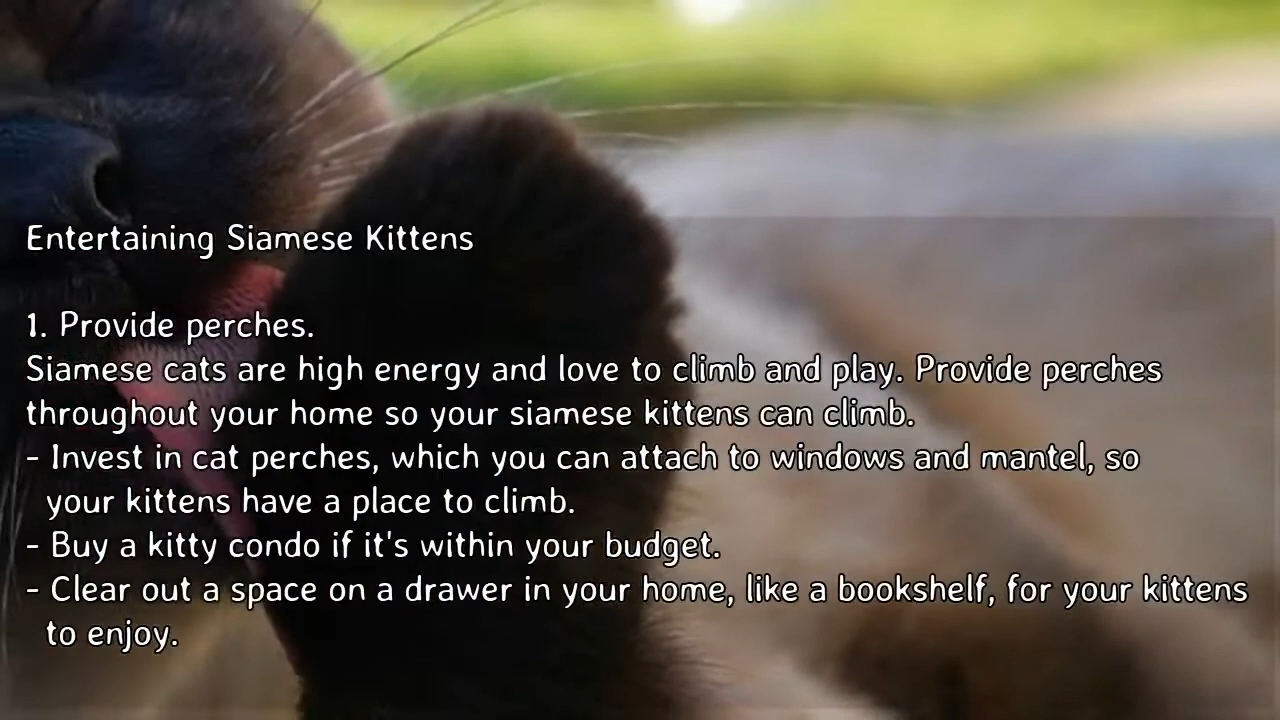 Entertaining Siamese Kittens
1. Provide perches.
Siamese cats are high energy and love to climb and play. Provide perches
throughout your home so your siamese kittens can climb.
- Invest in cat perches, which you can attach to windows and mantel, so
your kittens have a place to climb.
- Buy a kitty condo if it's within your budget.
- Clear out a space on a drawer in your home, like a bookshelf, for your kittens
to enjoy.